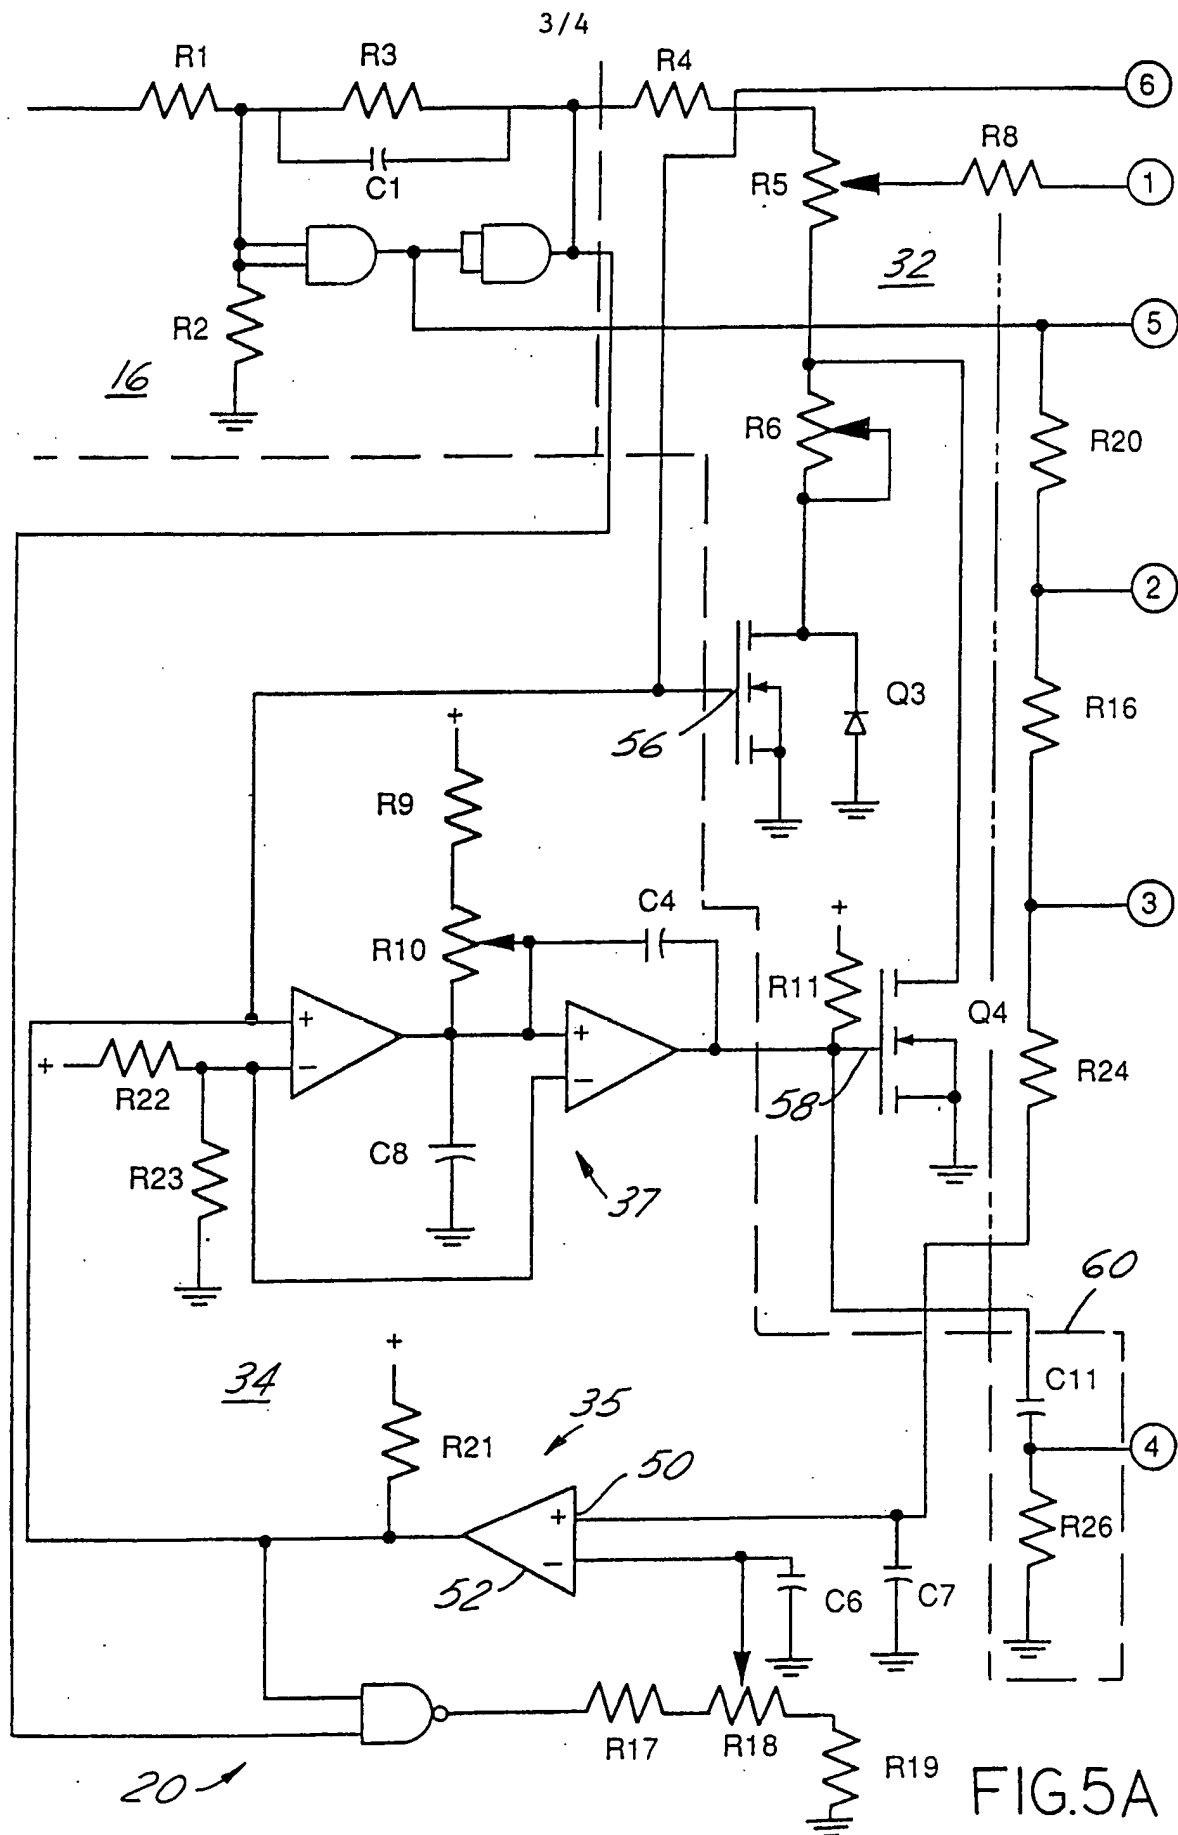 3/4
R1
R3
R4
6
C1
R5
R8
1
32
R2
16
5
R6
R20
2
Q3
56
R16
+
R9
3
C4
+
R10
R11
Q4
+
+
+
−
−
R22
58
R24
R23
C8
37
60
+
34
C11
35
R21
50
4
+
−
52
R26
C6
C7
R17
R18
R19
20
FIG.5A